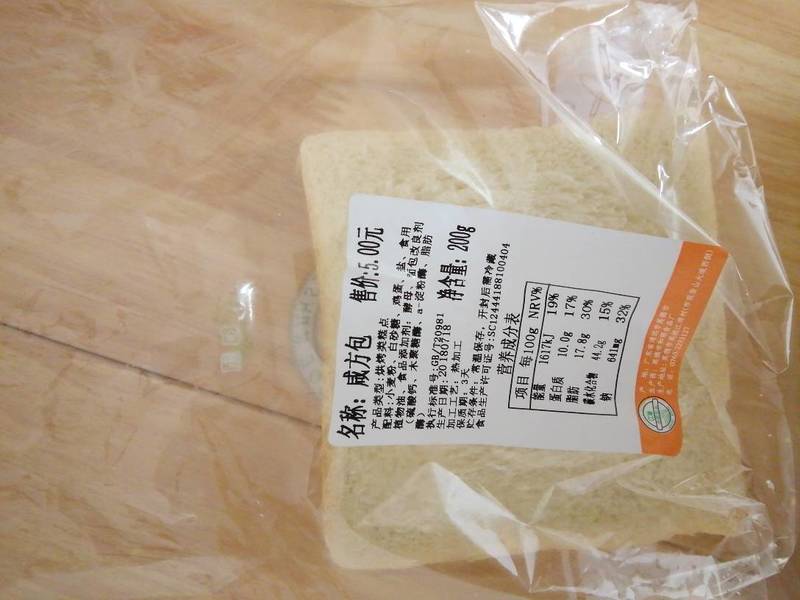 名称: 咸方包 售价:5.00元
产品类型:烘烤类糕点
配料:小麦粉、白砂糖、鸡蛋、盐、食用
植物油、食品添加剂: 酵母、面包改良剂
(硫酸钙、木聚糖酶、a-淀粉酶、脂肪
酶) 净含量: 200g
执行标准号:GB/T20981
生产日期:20180718
加工工艺: 热加工
保质期: 3天
贮存条件: 常温保存,开封后需冷藏
食品生产许可证号:SC12444188100404
营养成分表
项目 每100g NRV%
能量 1617kJ 19%
蛋白质 10.0g 17%
脂肪 17.8g 30%
碳水化合物 44.2g 15%
钠 641mg 32%